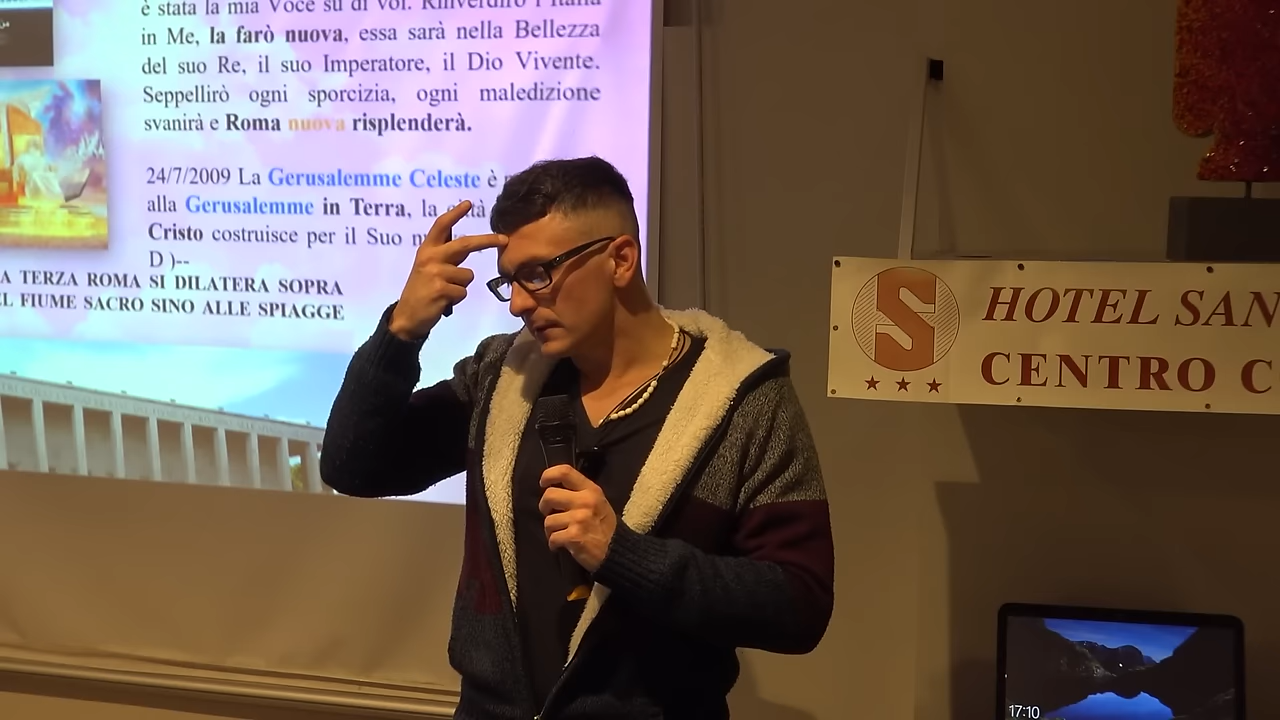 è stata la mia Voce su di voi. Rinverdirò l'Italia
in Me, la farò nuova, essa sarà nella Bellezza
del suo Re, il suo Imperatore, il Dio Vivente.
Seppellirò ogni sporcizia, ogni maledizione
svanirà e Roma nuova risplenderà.
24/7/2009 La Gerusalemme Celeste è
alla Gerusalemme in Terra, la città
Cristo costruisce per il Suo
D )--
A TERZA ROMA SI DILATERA SOPRA
EL FIUME SACRO SINO ALLE SPIAGGE
S
HOTEL SAN
CENTRO C
17:10